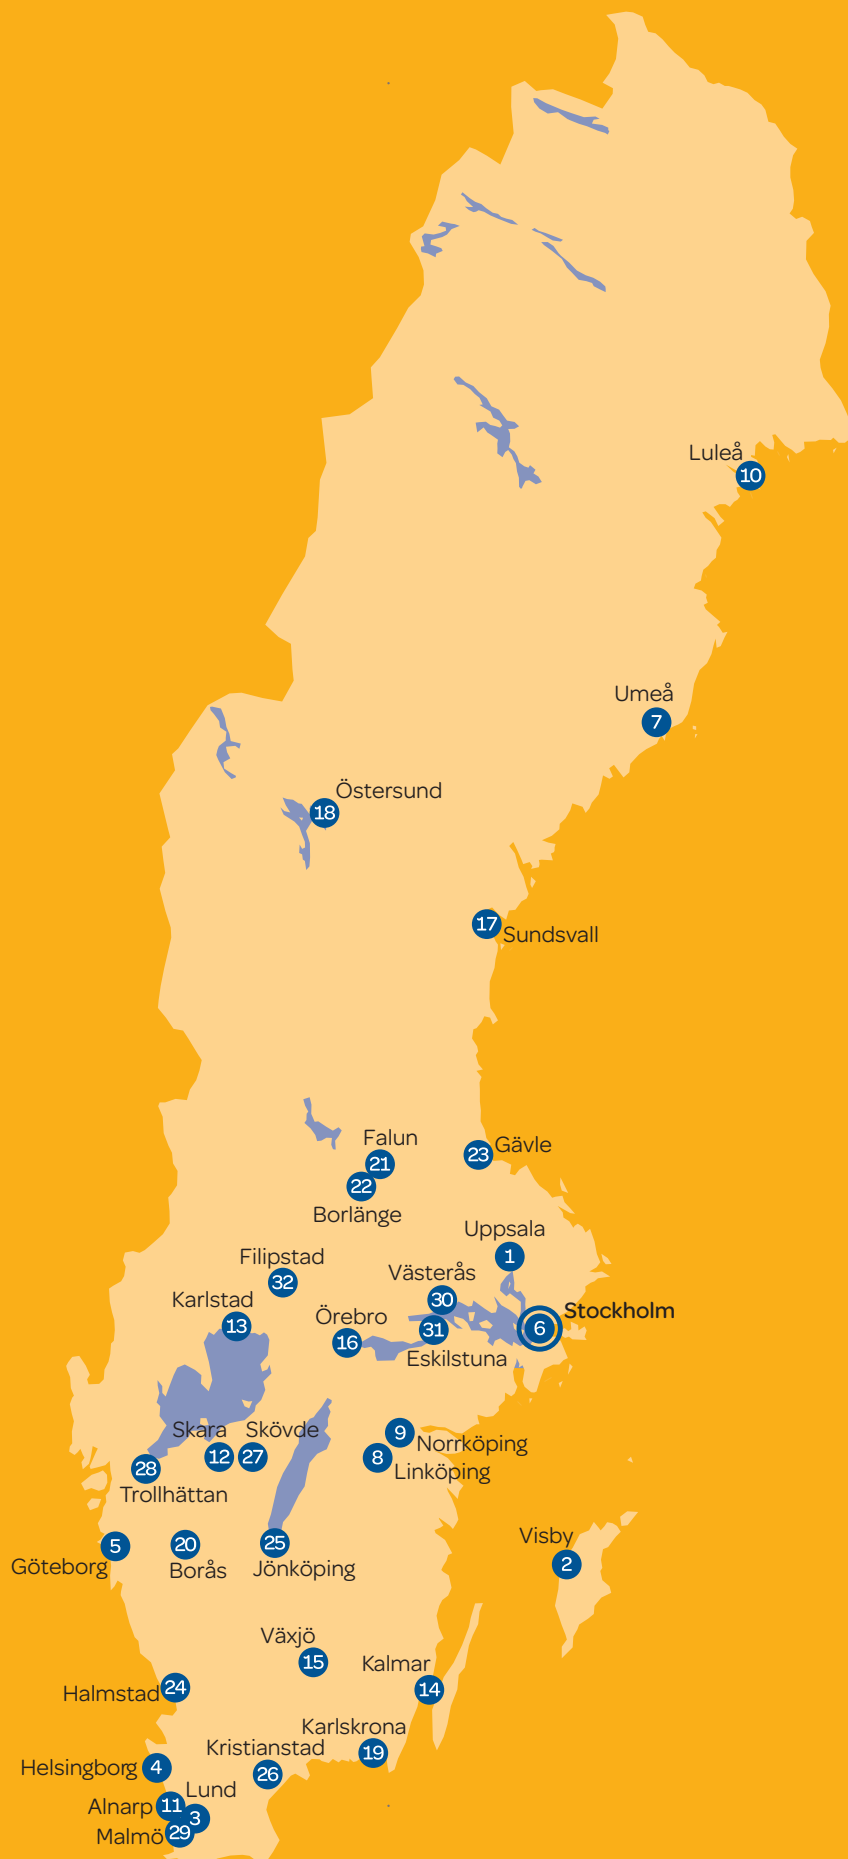 Luleå
10
Umeå
7
Östersund
18
17
Sundsvall
Falun
21
Gävle
23
22
Borlänge
Uppsala
1
Filipstad
32
Västerås
30
Karlstad
13
Stockholm
6
Örebro
16
31
Eskilstuna
Skara
12
Skövde
27
9
Norrköping
8
Linköping
28
Trollhättan
Visby
2
5
Göteborg
20
Borås
25
Jönköping
Växjö
15
Kalmar
14
Halmstad
24
Karlskrona
19
Kristianstad
26
Helsingborg
4
Lund
3
Alnarp
11
Malmö
29